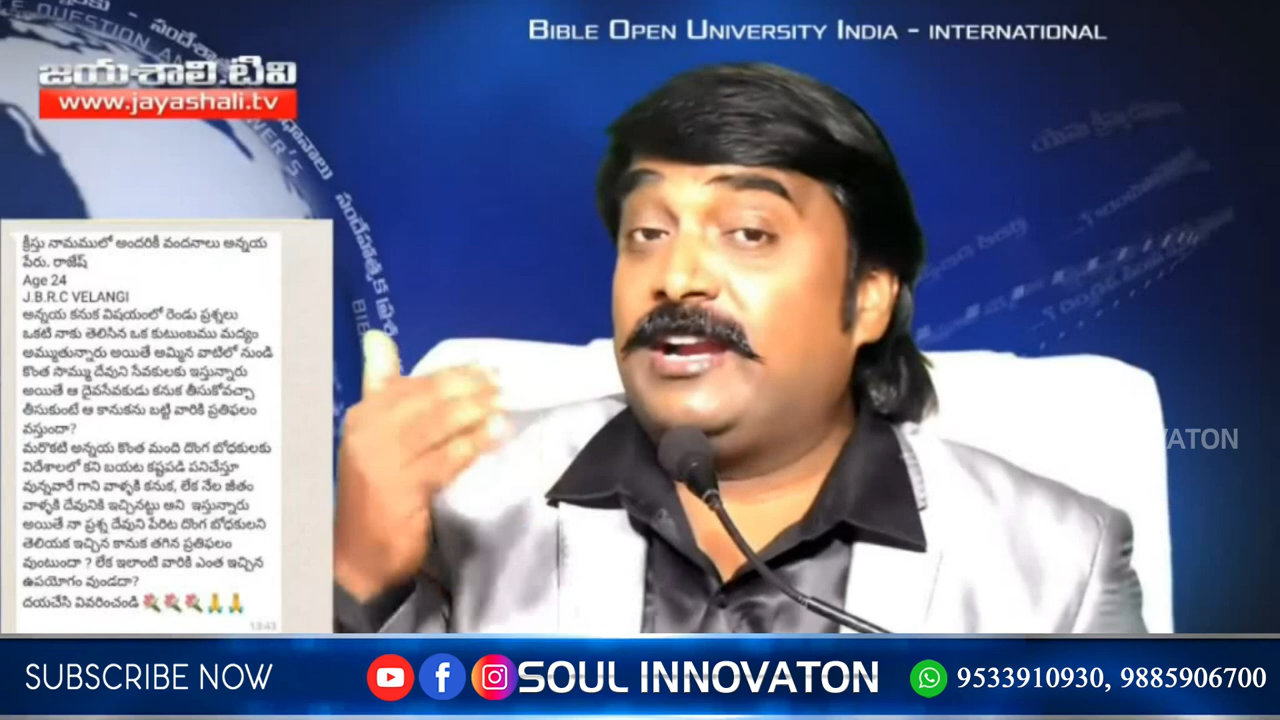 BIBLE OPEN UNIVERSITY INDIA - INTERNATIONAL
జయశాలి.టివి
www.jayashali.tv
క్రీస్తు నామములో అందరికీ వందనాలు అన్నయ
పేరు. రాజేష్
Age 24
J.B.R.C VELANGI
అన్నయ కనుక విషయంలో రెండు ప్రశ్నలు
ఒకటి నాకు తెలిసిన ఒక కుటుంబము మద్యం
అమ్ముతున్నారు అయితే అమ్మిన వాటిలో నుండి
కొంత సొమ్ము దేవుని సేవకులకు ఇస్తున్నారు
అయితే ఆ దైవసేవకుడు కనుక తీసుకోవచ్చా
తీసుకుంటే ఆ కానుకను బట్టి వారికి ప్రతిఫలం
వస్తుందా?
మరొకటి అన్నయ కొంత మంది దొంగ బోధకులకు
విదేశాలలో కని బయట కష్టపడి పనిచేస్తూ
వున్నవారే గాని వాళ్ళకి కనుక, లేక నేల జీతం
వాళ్ళకి దేవునికి ఇచ్చినట్టు అని ఇస్తున్నారు
అయితే నా ప్రశ్న దేవుని పేరిట దొంగ బోధకులని
తెలియక ఇచ్చిన కానుక తగిన ప్రతిఫలం
వుంటుందా ? లేక ఇలాంటి వారికి ఎంత ఇచ్చిన
ఉపయోగం వుండదా?
దయచేసి వివరించండి 💐💐💐🙏🙏
13:43
VATON
SUBSCRIBE NOW
SOUL INNOVATON
9533910930, 9885906700